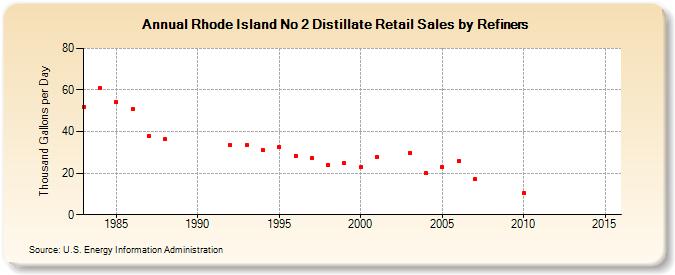 Annual Rhode Island No 2 Distillate Retail Sales by Refiners
Thousand Gallons per Day
80
60
40
20
0
1985 1990 1995 2000 2005 2010 2015
Source: U.S. Energy Information Administration